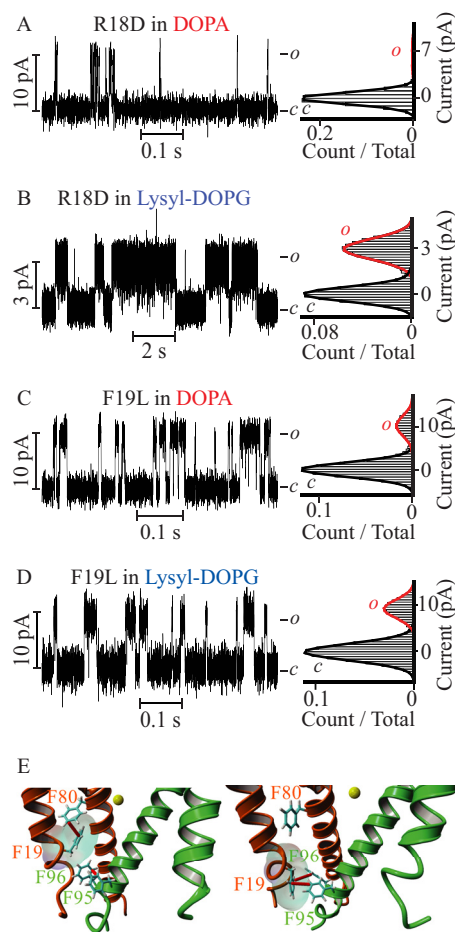 A R18D in DOPA
10 pA
o
c
0.1 s
o
c
7
0
Current (pA)
0.2 0
Count / Total
B R18D in Lysyl-DOPG
3 pA
o
c
2 s
o
c
3
0
Current (pA)
0.08 0
Count / Total
C F19L in DOPA
10 pA
o
c
0.1 s
o
c
10
0
Current (pA)
0.1 0
Count / Total
D F19L in Lysyl-DOPG
10 pA
o
c
0.1 s
o
c
10
0
Current (pA)
0.1 0
Count / Total
E
F80
F19
F96
F95
F80
F96
F19
F95